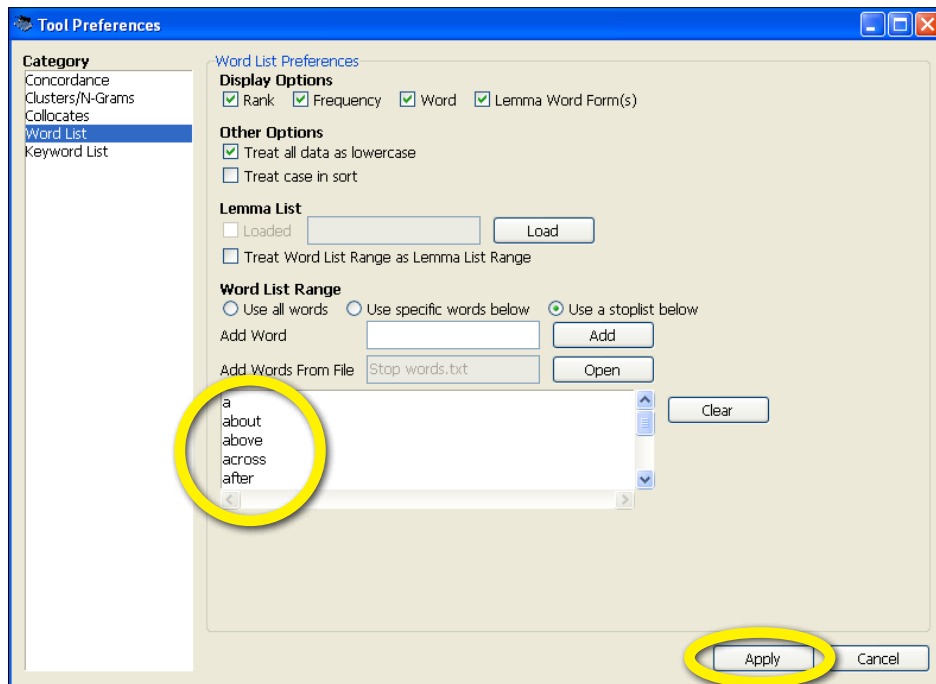 Tool Preferences
Category
Concordance
Clusters/N-Grams
Collocates
Word List
Keyword List
Word List Preferences
Display Options
Rank Frequency Word Lemma Word Form(s)
Other Options
Treat all data as lowercase
Treat case in sort
Lemma List
Loaded Load
Treat Word List Range as Lemma List Range
Word List Range
Use all words Use specific words below Use a stoplist below
Add Word Add
Add Words From File Stop words.txt Open
a
about
above
across
after
Clear
Apply Cancel